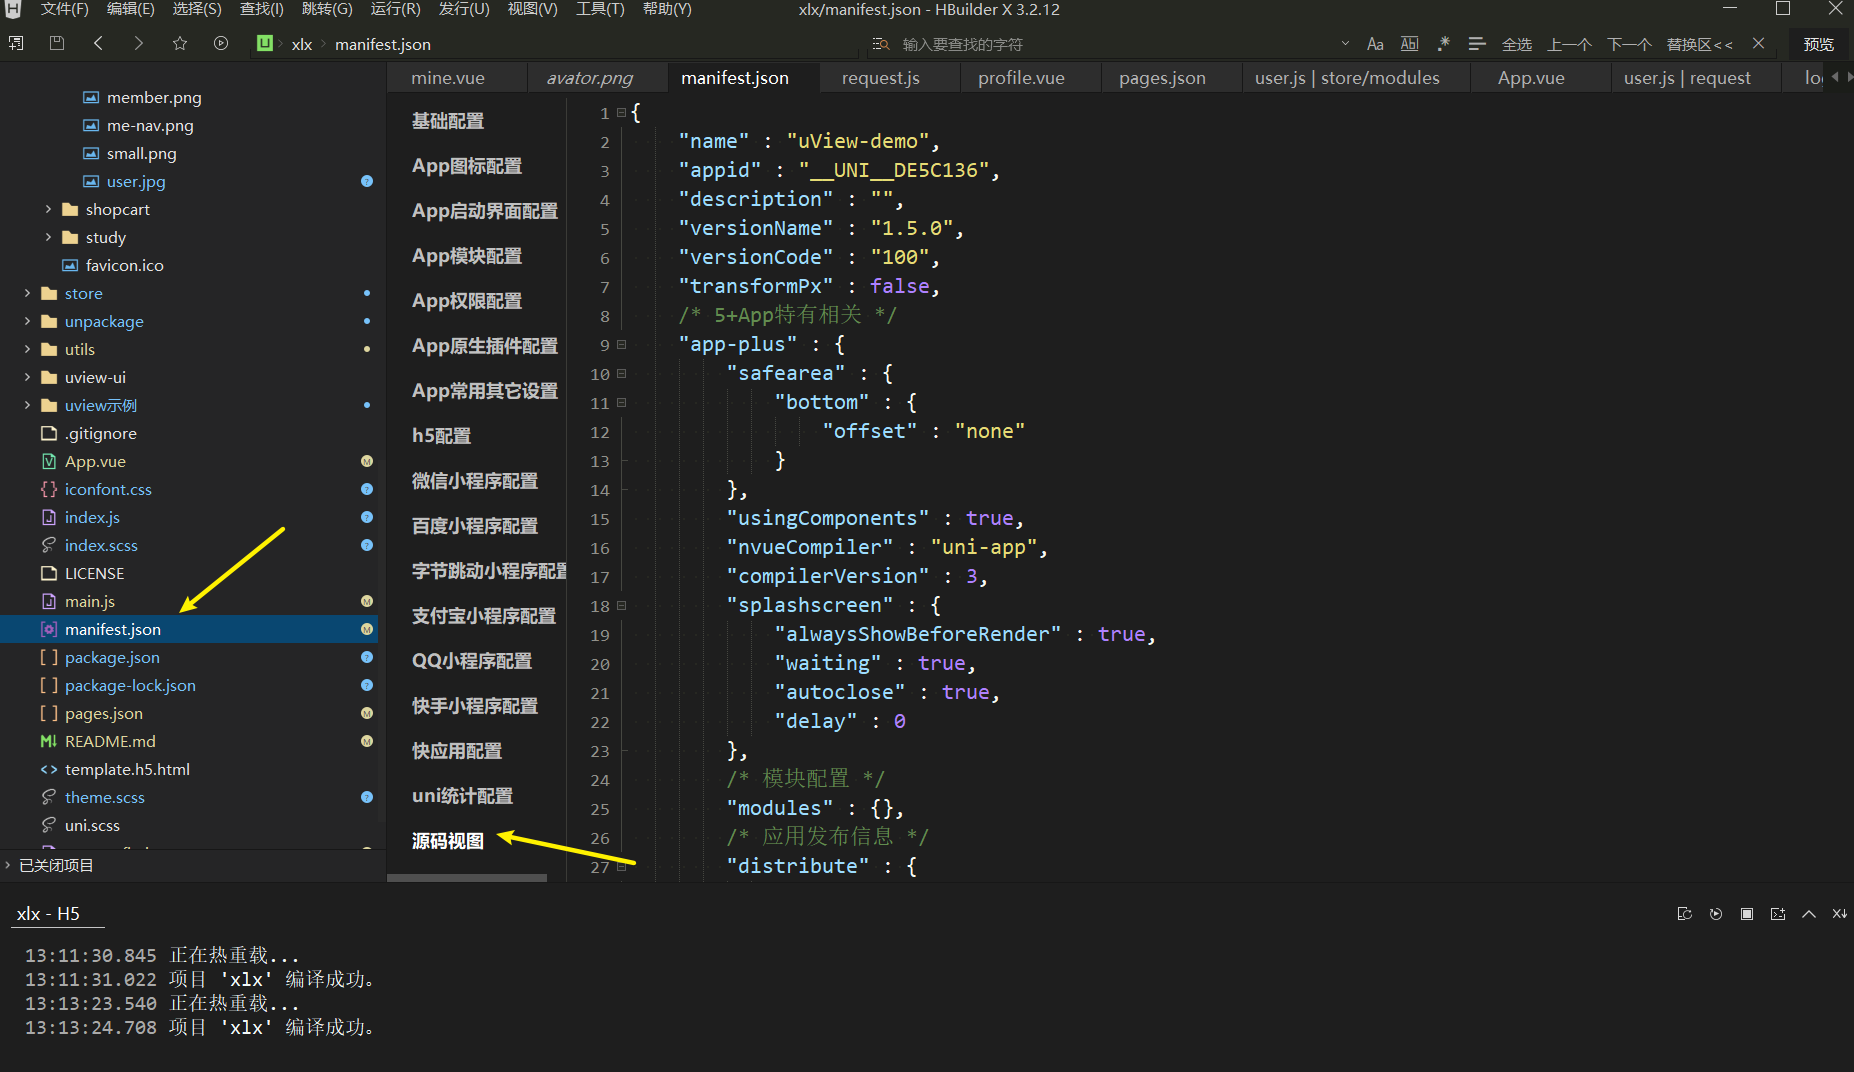 文件(F) 编辑(E) 选择(S) 查找(I) 跳转(G) 运行(R) 发行(U) 视图(V) 工具(T) 帮助(Y) xlx/manifest.json - HBuilder X 3.2.12
xlx manifest.json 输入要查找的字符 Aa Ab .* 全选 上一个 下一个 替换区<< 预览
mine.vue avator.png manifest.json request.js profile.vue pages.json user.js | store/modules App.vue user.js | request
member.png
me-nav.png
small.png
user.jpg
shopcart
study
favicon.ico
store
unpackage
utils
uview-ui
uview示例
.gitignore
App.vue
iconfont.css
index.js
index.scss
LICENSE
main.js
manifest.json
package.json
package-lock.json
pages.json
README.md
template.h5.html
theme.scss
uni.scss
已关闭项目
基础配置
App图标配置
App启动界面配置
App模块配置
App权限配置
App原生插件配置
App常用其它设置
h5配置
微信小程序配置
百度小程序配置
字节跳动小程序配置
支付宝小程序配置
QQ小程序配置
快手小程序配置
快应用配置
uni统计配置
源码视图
1 {
2 "name" : "uView-demo",
3 "appid" : "__UNI__DE5C136",
4 "description" : "",
5 "versionName" : "1.5.0",
6 "versionCode" : "100",
7 "transformPx" : false,
8 /* 5+App特有相关 */
9 "app-plus" : {
10 "safearea" : {
11 "bottom" : {
12 "offset" : "none"
13 }
14 },
15 "usingComponents" : true,
16 "nvueCompiler" : "uni-app",
17 "compilerVersion" : 3,
18 "splashscreen" : {
19 "alwaysShowBeforeRender" : true,
20 "waiting" : true,
21 "autoclose" : true,
22 "delay" : 0
23 },
24 /* 模块配置 */
25 "modules" : {},
26 /* 应用发布信息 */
27 "distribute" : {
xlx - H5
13:11:30.845 正在热重载...
13:11:31.022 项目 'xlx' 编译成功。
13:13:23.540 正在热重载...
13:13:24.708 项目 'xlx' 编译成功。